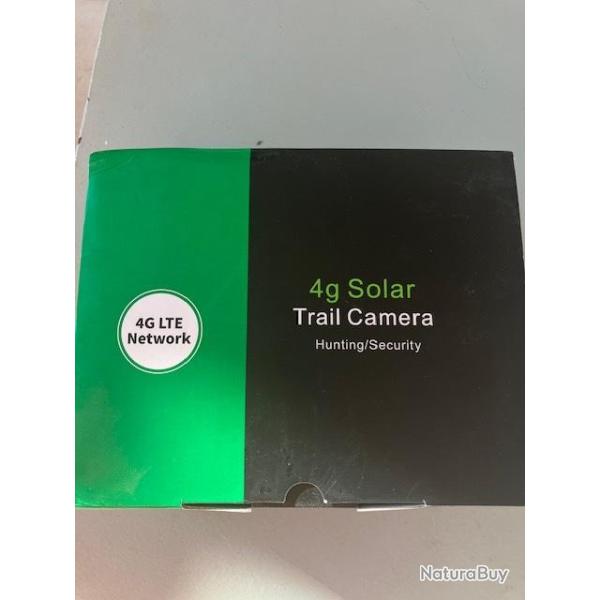 4G LTE
Network
4g Solar
Trail Camera
Hunting/Security
NaturaBuy